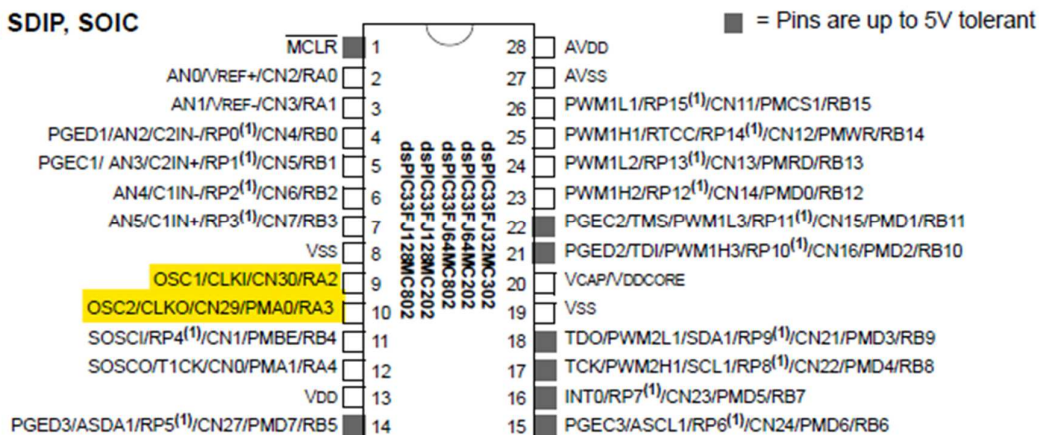 SDIP, SOIC
= Pins are up to 5V tolerant
MCLR 1
28 AVDD
AN0/VREF+/CN2/RA0 2
27 AVSS
AN1/VREF-/CN3/RA1 3
26 PWM1L1/RP15(1)/CN11/PMCS1/RB15
PGED1/AN2/C2IN-/RP0(1)/CN4/RB0 4
25 PWM1H1/RTCC/RP14(1)/CN12/PMWR/RB14
PGEC1/ AN3/C2IN+/RP1(1)/CN5/RB1 5
24 PWM1L2/RP13(1)/CN13/PMRD/RB13
AN4/C1IN-/RP2(1)/CN6/RB2 6
23 PWM1H2/RP12(1)/CN14/PMD0/RB12
AN5/C1IN+/RP3(1)/CN7/RB3 7
22 PGEC2/TMS/PWM1L3/RP11(1)/CN15/PMD1/RB11
VSS 8
21 PGED2/TDI/PWM1H3/RP10(1)/CN16/PMD2/RB10
OSC1/CLKI/CN30/RA2 9
20 VCAP/VDDCORE
OSC2/CLKO/CN29/PMA0/RA3 10
19 VSS
SOSCI/RP4(1)/CN1/PMBE/RB4 11
18 TDO/PWM2L1/SDA1/RP9(1)/CN21/PMD3/RB9
SOSCO/T1CK/CN0/PMA1/RA4 12
17 TCK/PWM2H1/SCL1/RP8(1)/CN22/PMD4/RB8
VDD 13
16 INT0/RP7(1)/CN23/PMD5/RB7
PGED3/ASDA1/RP5(1)/CN27/PMD7/RB5 14
15 PGEC3/ASCL1/RP6(1)/CN24/PMD6/RB6
dsPIC33FJ32MC302
dsPIC33FJ64MC202
dsPIC33FJ64MC802
dsPIC33FJ128MC202
dsPIC33FJ128MC802